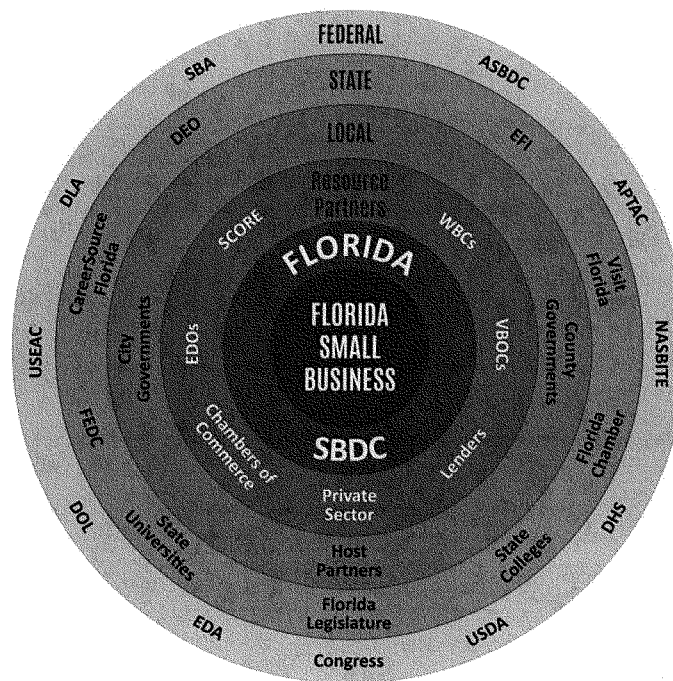 FEDERAL
SBA
ASBDC
DLA
APTAC
USEAC
NASBITE
DOL
DHS
EDA
USDA
Congress
STATE
DEO
EFI
CareerSource
Florida
Visit
Florida
FEDC
Florida
Chamber
State
Universities
State
Colleges
Florida
Legislature
LOCAL
City
Governments
County
Governments
Host
Partners
Resource
Partners
SCORE
WBCs
EDOs
VBOCs
Chambers of
Commerce
Lenders
Private
Sector
FLORIDA
SBDC
FLORIDA
SMALL
BUSINESS